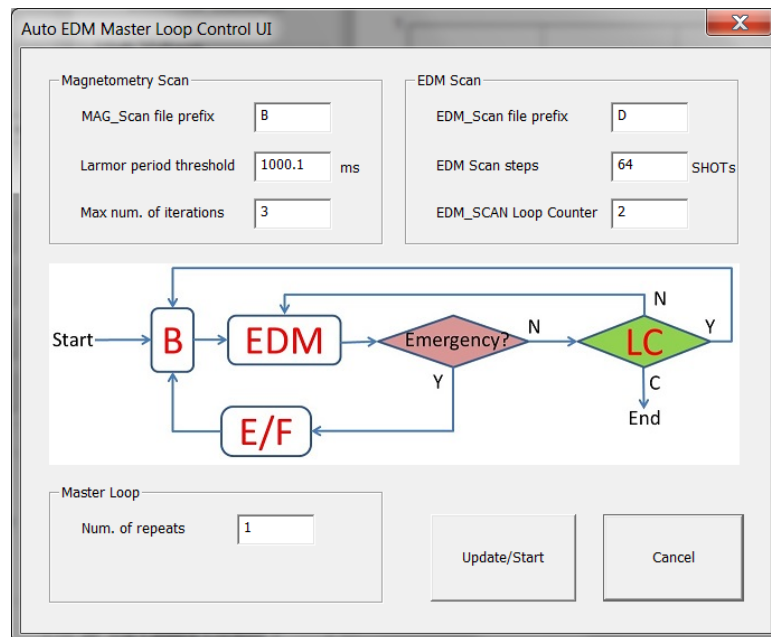 Auto EDM Master Loop Control UI
X
Magnetometry Scan
MAG_Scan file prefix B
Larmor period threshold 1000.1 ms
Max num. of iterations 3
EDM Scan
EDM_Scan file prefix D
EDM Scan steps 64 SHOTs
EDM_SCAN Loop Counter 2
Start
B
EDM
Emergency?
N
LC
N
Y
Y
E/F
C
End
Master Loop
Num. of repeats 1
Update/Start
Cancel